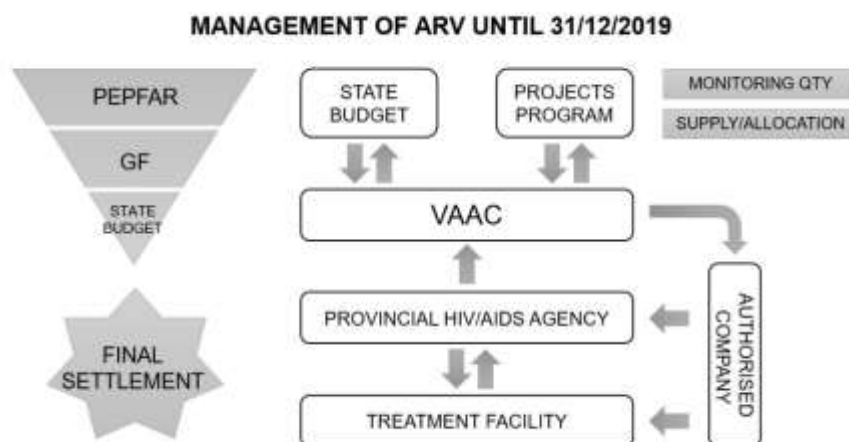 MANAGEMENT OF ARV UNTIL 31/12/2019
PEPFAR
GF
STATE
BUDGET
FINAL
SETTLEMENT
STATE
BUDGET
PROJECTS
PROGRAM
MONITORING QTY
SUPPLY/ALLOCATION
VAAC
PROVINCIAL HIV/AIDS AGENCY
TREATMENT FACILITY
AUTHORISED
COMPANY